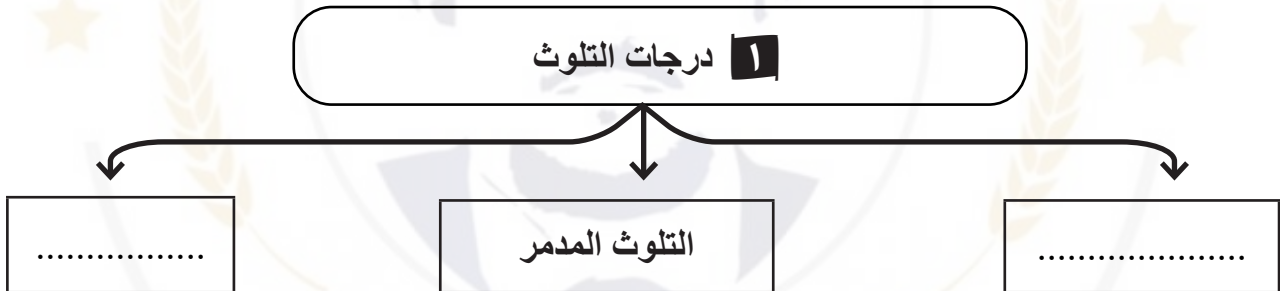 ١ درجات التلوث
.....................
التلوث المدمر
.................